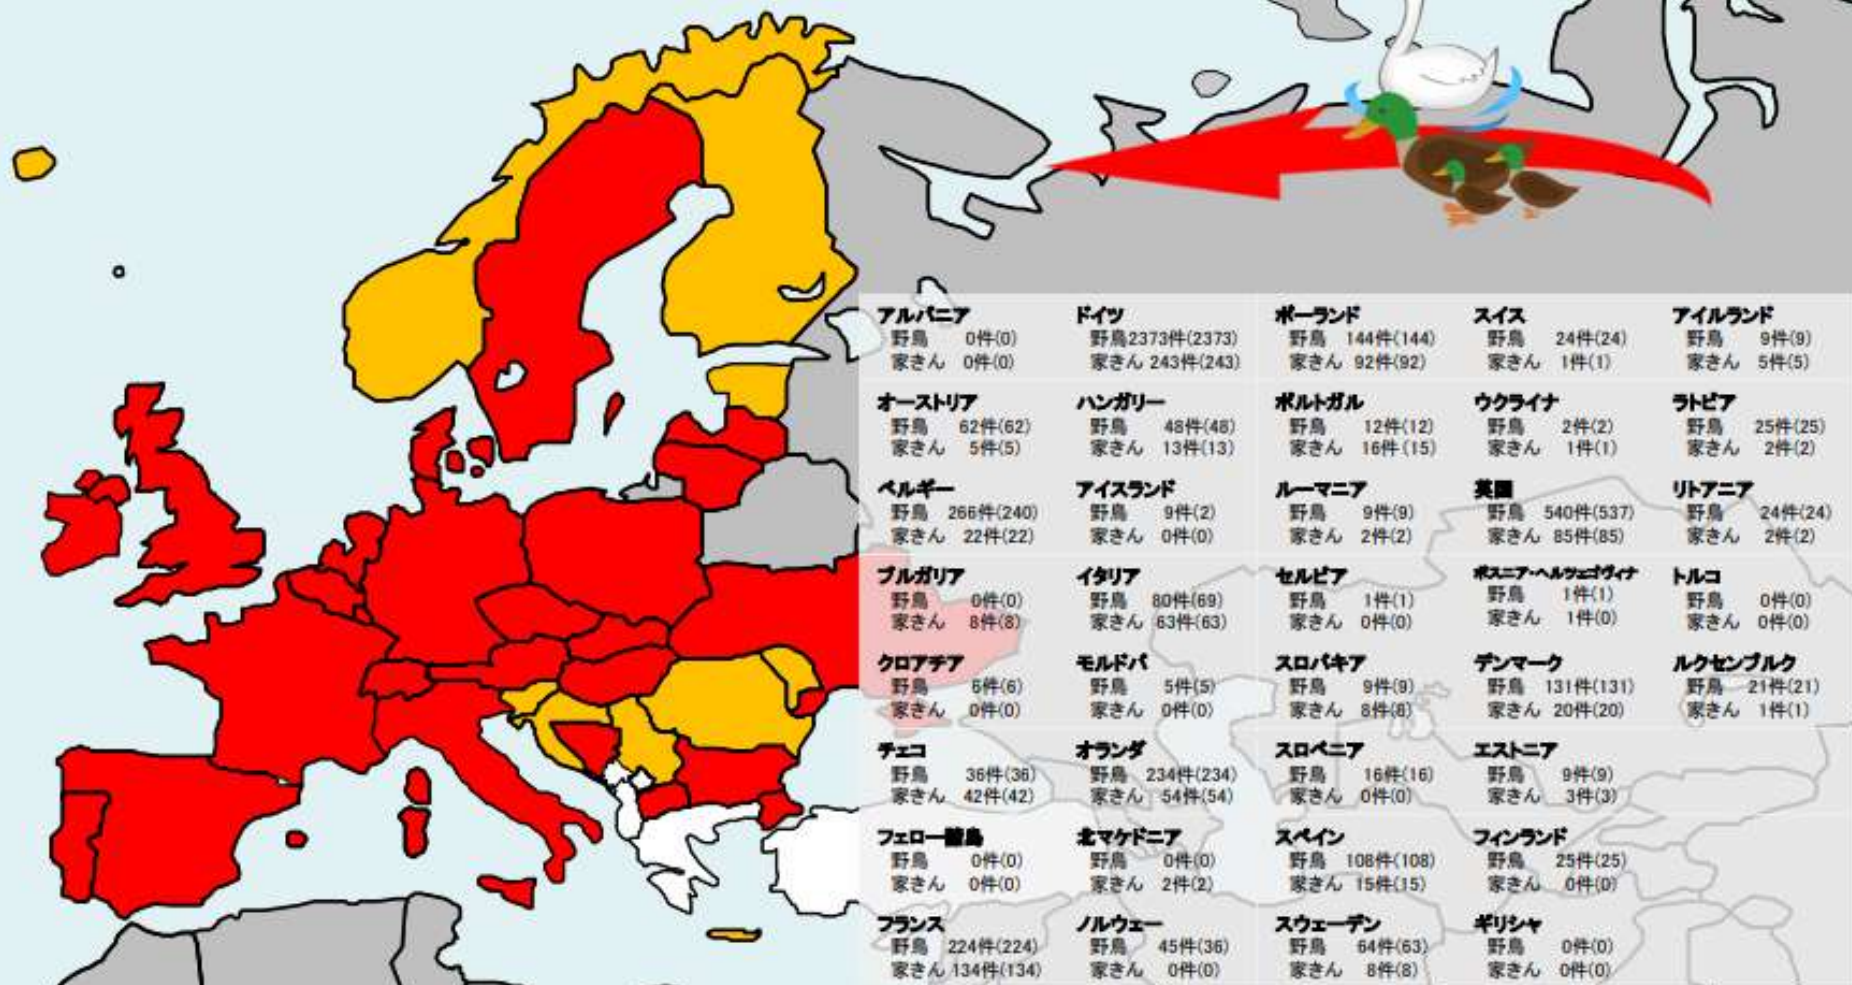 アルバニア
野鳥 0件(0)
家きん 0件(0)
ドイツ
野鳥2373件(2373)
家きん 243件(243)
ポーランド
野鳥 144件(144)
家きん 92件(92)
スイス
野鳥 24件(24)
家きん 1件(1)
アイルランド
野鳥 9件(9)
家きん 5件(5)
オーストリア
野鳥 62件(62)
家きん 5件(5)
ハンガリー
野鳥 48件(48)
家きん 13件(13)
ポルトガル
野鳥 12件(12)
家きん 16件(15)
ウクライナ
野鳥 2件(2)
家きん 1件(1)
ラトビア
野鳥 25件(25)
家きん 2件(2)
ベルギー
野鳥 266件(240)
家きん 22件(22)
アイスランド
野鳥 9件(2)
家きん 0件(0)
ルーマニア
野鳥 9件(9)
家きん 2件(2)
英国
野鳥 540件(537)
家きん 85件(85)
リトアニア
野鳥 24件(24)
家きん 2件(2)
ブルガリア
野鳥 0件(0)
家きん 8件(8)
イタリア
野鳥 80件(69)
家きん 63件(63)
セルビア
野鳥 1件(1)
家きん 0件(0)
ボスニア・ヘルツェゴヴィナ
野鳥 1件(1)
家きん 1件(0)
トルコ
野鳥 0件(0)
家きん 0件(0)
クロアチア
野鳥 6件(6)
家きん 0件(0)
モルドバ
野鳥 5件(5)
家きん 0件(0)
スロバキア
野鳥 9件(9)
家きん 8件(8)
デンマーク
野鳥 131件(131)
家きん 20件(20)
ルクセンブルク
野鳥 21件(21)
家きん 1件(1)
チェコ
野鳥 36件(36)
家きん 42件(42)
オランダ
野鳥 234件(234)
家きん 54件(54)
スロベニア
野鳥 16件(16)
家きん 0件(0)
エストニア
野鳥 9件(9)
家きん 3件(3)
フェロー諸島
野鳥 0件(0)
家きん 0件(0)
北マケドニア
野鳥 0件(0)
家きん 2件(2)
スペイン
野鳥 108件(108)
家きん 15件(15)
フィンランド
野鳥 25件(25)
家きん 0件(0)
フランス
野鳥 224件(224)
家きん 134件(134)
ノルウェー
野鳥 45件(36)
家きん 0件(0)
スウェーデン
野鳥 64件(63)
家きん 8件(8)
ギリシャ
野鳥 0件(0)
家きん 0件(0)